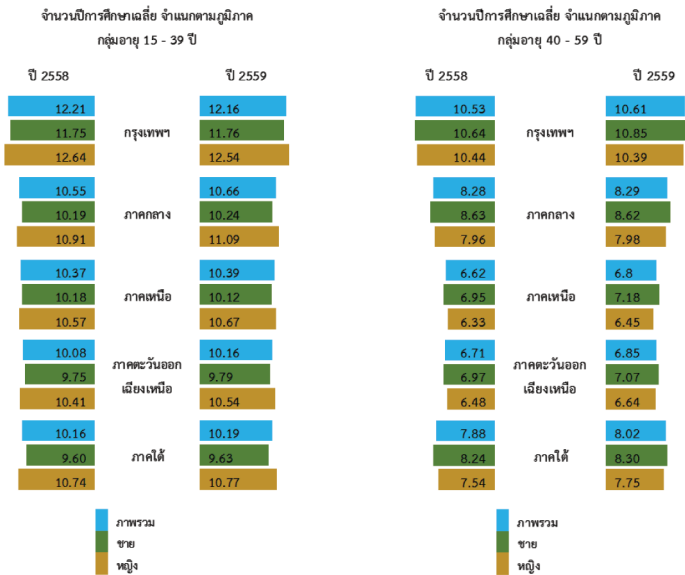 จำนวนปีการศึกษาเฉลี่ย จำแนกตามภูมิภาค
กลุ่มอายุ 15 - 39 ปี
ปี 2558
ปี 2559
12.21
11.75
12.64
กรุงเทพฯ
12.16
11.76
12.54
10.55
10.19
10.91
ภาคกลาง
10.66
10.24
11.09
10.37
10.18
10.57
ภาคเหนือ
10.39
10.12
10.67
10.08
9.75
10.41
ภาคตะวันออก
เฉียงเหนือ
10.16
9.79
10.54
10.16
9.60
10.74
ภาคใต้
10.19
9.63
10.77
ภาพรวม
ชาย
หญิง
จำนวนปีการศึกษาเฉลี่ย จำแนกตามภูมิภาค
กลุ่มอายุ 40 - 59 ปี
ปี 2558
ปี 2559
10.53
10.64
10.44
กรุงเทพฯ
10.61
10.85
10.39
8.28
8.63
7.96
ภาคกลาง
8.29
8.62
7.98
6.62
6.95
6.33
ภาคเหนือ
6.8
7.18
6.45
6.71
6.97
6.48
ภาคตะวันออก
เฉียงเหนือ
6.85
7.07
6.64
7.88
8.24
7.54
ภาคใต้
8.02
8.30
7.75
ภาพรวม
ชาย
หญิง